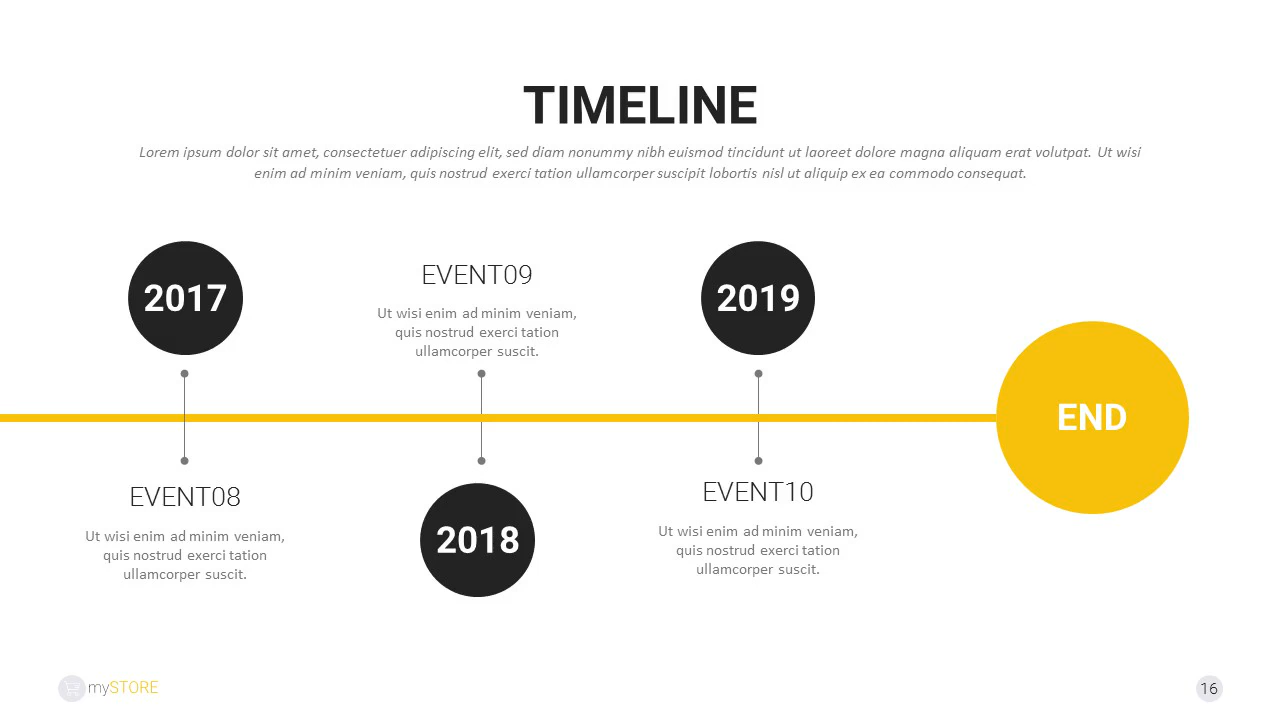 TIMELINE
Lorem ipsum dolor sit amet, consectetuer adipiscing elit, sed diam nonummy nibh euismod tincidunt ut laoreet dolore magna aliquam erat volutpat. Ut wisi
enim ad minim veniam, quis nostrud exerci tation ullamcorper suscipit lobortis nisl ut aliquip ex ea commodo consequat.
2017
EVENT08
Ut wisi enim ad minim veniam,
quis nostrud exerci tation
ullamcorper suscit.
EVENT09
Ut wisi enim ad minim veniam,
quis nostrud exerci tation
ullamcorper suscit.
2018
2019
EVENT10
Ut wisi enim ad minim veniam,
quis nostrud exerci tation
ullamcorper suscit.
END
mySTORE
16